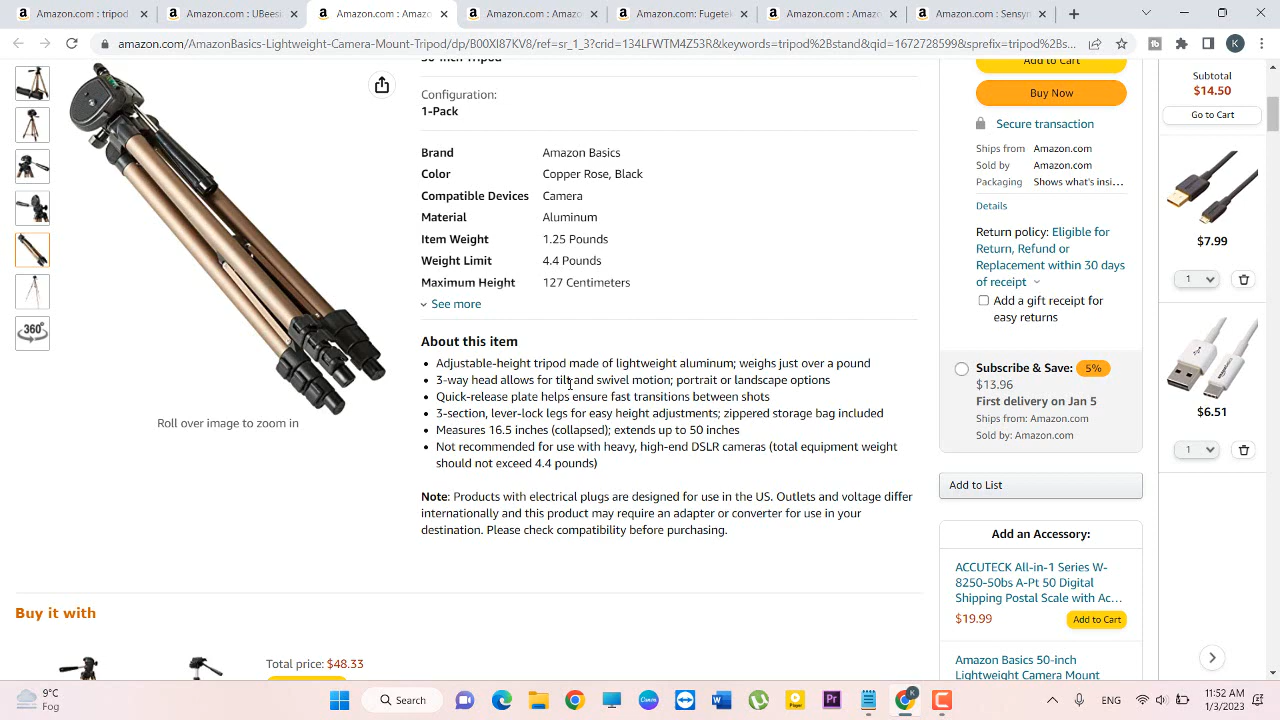 Amazon.com : tripod
Amazon.com : UBeesi
Amazon.com : Amaz
Amazon.com : Amaz
Amazon.com: Fugetek
Amazon.com : Amaz
Amazon.com : Sensyn
amazon.com/AmazonBasics-Lightweight-Camera-Mount-Tripod/dp/B00XI87KV8/ref=sr_1_3?crid=134LFWTM4Z53R&keywords=tripod%2Bstand&qid=1672728599&sprefix=tripod%2Bs...
K
50-Inch Tripod
Configuration:
1-Pack
Brand Amazon Basics
Color Copper Rose, Black
Compatible Devices Camera
Material Aluminum
Item Weight 1.25 Pounds
Weight Limit 4.4 Pounds
Maximum Height 127 Centimeters
See more
About this item
• Adjustable-height tripod made of lightweight aluminum; weighs just over a pound
• 3-way head allows for tilt and swivel motion; portrait or landscape options
• Quick-release plate helps ensure fast transitions between shots
• 3-section, lever-lock legs for easy height adjustments; zippered storage bag included
• Measures 16.5 inches (collapsed); extends up to 50 inches
• Not recommended for use with heavy, high-end DSLR cameras (total equipment weight
should not exceed 4.4 pounds)
Note: Products with electrical plugs are designed for use in the US. Outlets and voltage differ
internationally and this product may require an adapter or converter for use in your
destination. Please check compatibility before purchasing.
360°
Roll over image to zoom in
Add to Cart
Buy Now
Secure transaction
Ships from Amazon.com
Sold by Amazon.com
Packaging Shows what's insi...
Details
Return policy: Eligible for
Return, Refund or
Replacement within 30 days
of receipt
Add a gift receipt for
easy returns
Subscribe & Save: 5%
$13.96
First delivery on Jan 5
Ships from: Amazon.com
Sold by: Amazon.com
Add to List
Add an Accessory:
ACCUTECK All-in-1 Series W-
8250-50bs A-Pt 50 Digital
Shipping Postal Scale with Ac...
$19.99 Add to Cart
Amazon Basics 50-inch
Lightweight Camera Mount
Subtotal
$14.50
Go to Cart
$7.99
1
$6.51
1
Buy it with
Total price: $48.33
9°C
Fog
Search
11:52 AM
1/3/2023